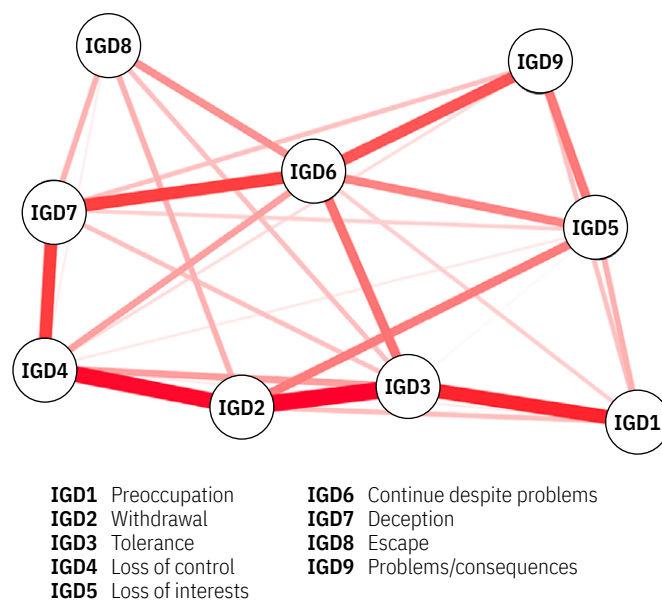 IGD8
IGD9
IGD6
IGD7
IGD5
IGD4
IGD3
IGD2
IGD1
IGD1 Preoccupation
IGD2 Withdrawal
IGD3 Tolerance
IGD4 Loss of control
IGD5 Loss of interests
IGD6 Continue despite problems
IGD7 Deception
IGD8 Escape
IGD9 Problems/consequences